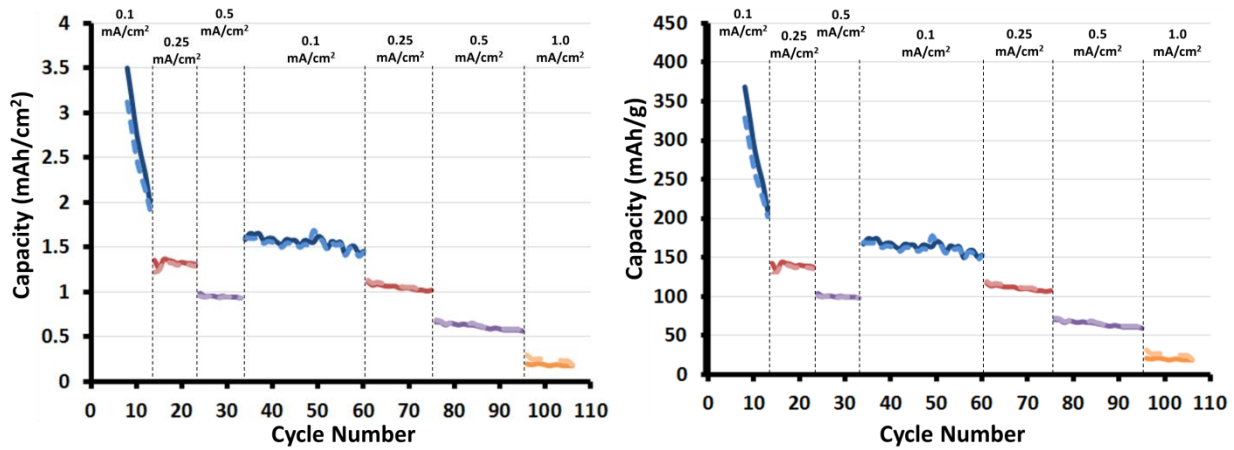 0.1
mA/cm²
0.25
mA/cm²
0.5
mA/cm²
0.1
mA/cm²
0.25
mA/cm²
0.5
mA/cm²
1.0
mA/cm²
4
3.5
3
2.5
2
1.5
1
0.5
0
Capacity (mAh/cm²)
0 10 20 30 40 50 60 70 80 90 100 110
Cycle Number
0.1
mA/cm²
0.25
mA/cm²
0.5
mA/cm²
0.1
mA/cm²
0.25
mA/cm²
0.5
mA/cm²
1.0
mA/cm²
450
400
350
300
250
200
150
100
50
0
Capacity (mAh/g)
0 10 20 30 40 50 60 70 80 90 100 110
Cycle Number